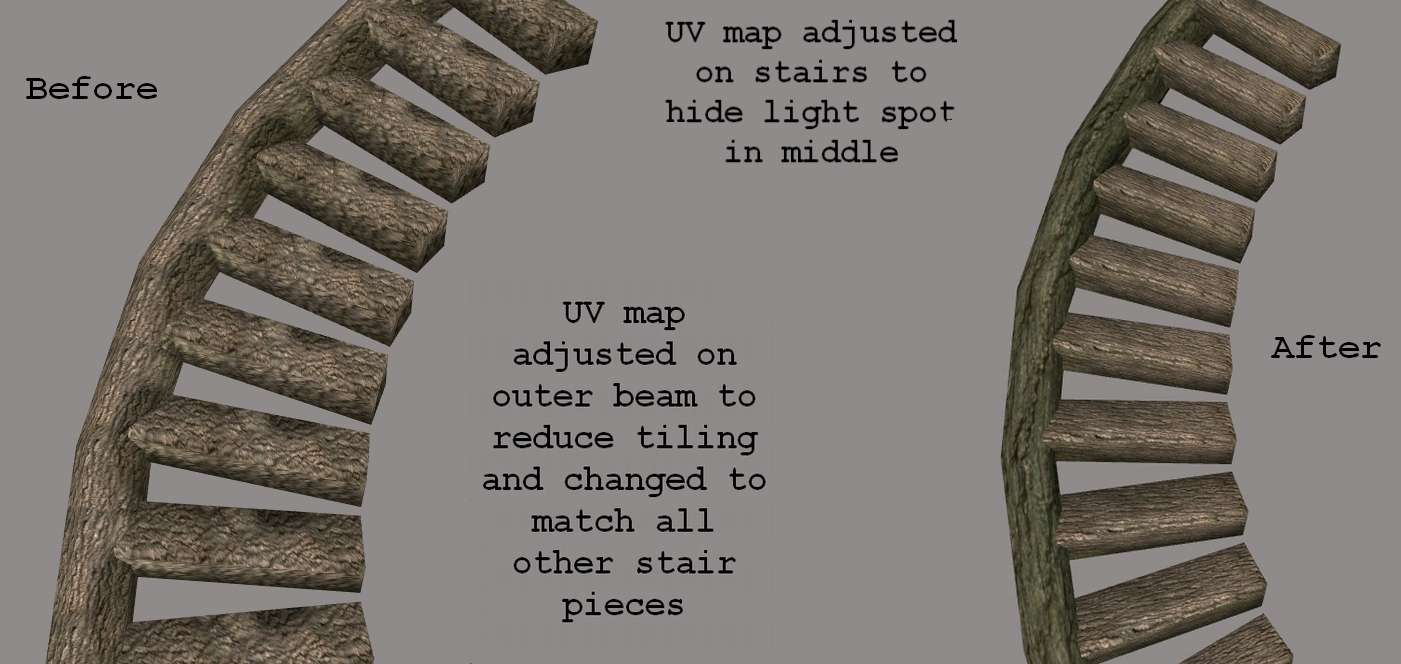 Before
UV map adjusted
on stairs to
hide light spot
in middle
UV map
adjusted on
outer beam to
reduce tiling
and changed to
match all
other stair
pieces
After